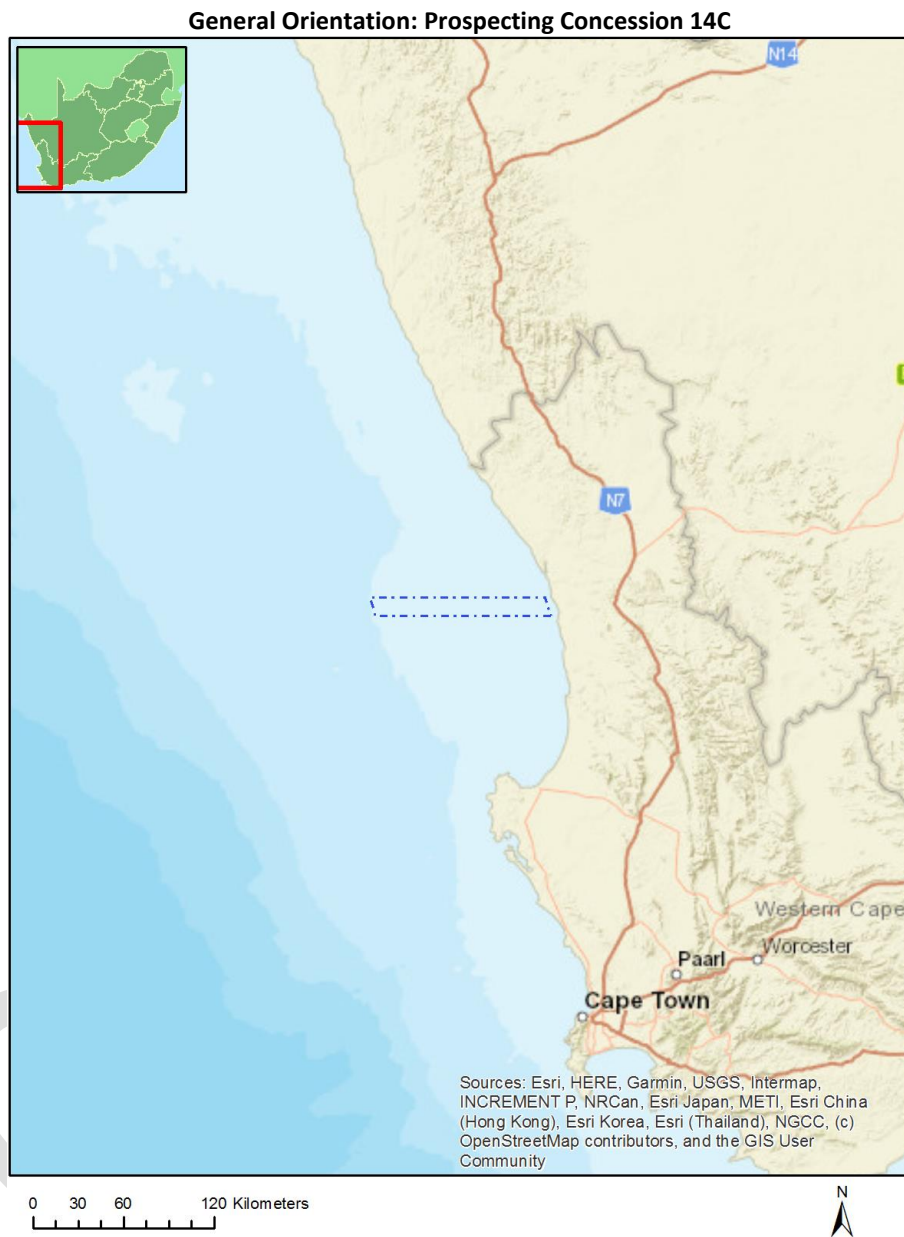 General Orientation: Prospecting Concession 14C
N14
N7
Western Cape
Worcester
Paarl
Cape Town
Sources: Esri, HERE, Garmin, USGS, Intermap,
INCREMENT P, NRCan, Esri Japan, METI, Esri China
(Hong Kong), Esri Korea, Esri (Thailand), NGCC, (c)
OpenStreetMap contributors, and the GIS User
Community
0 30 60 120 Kilometers
N